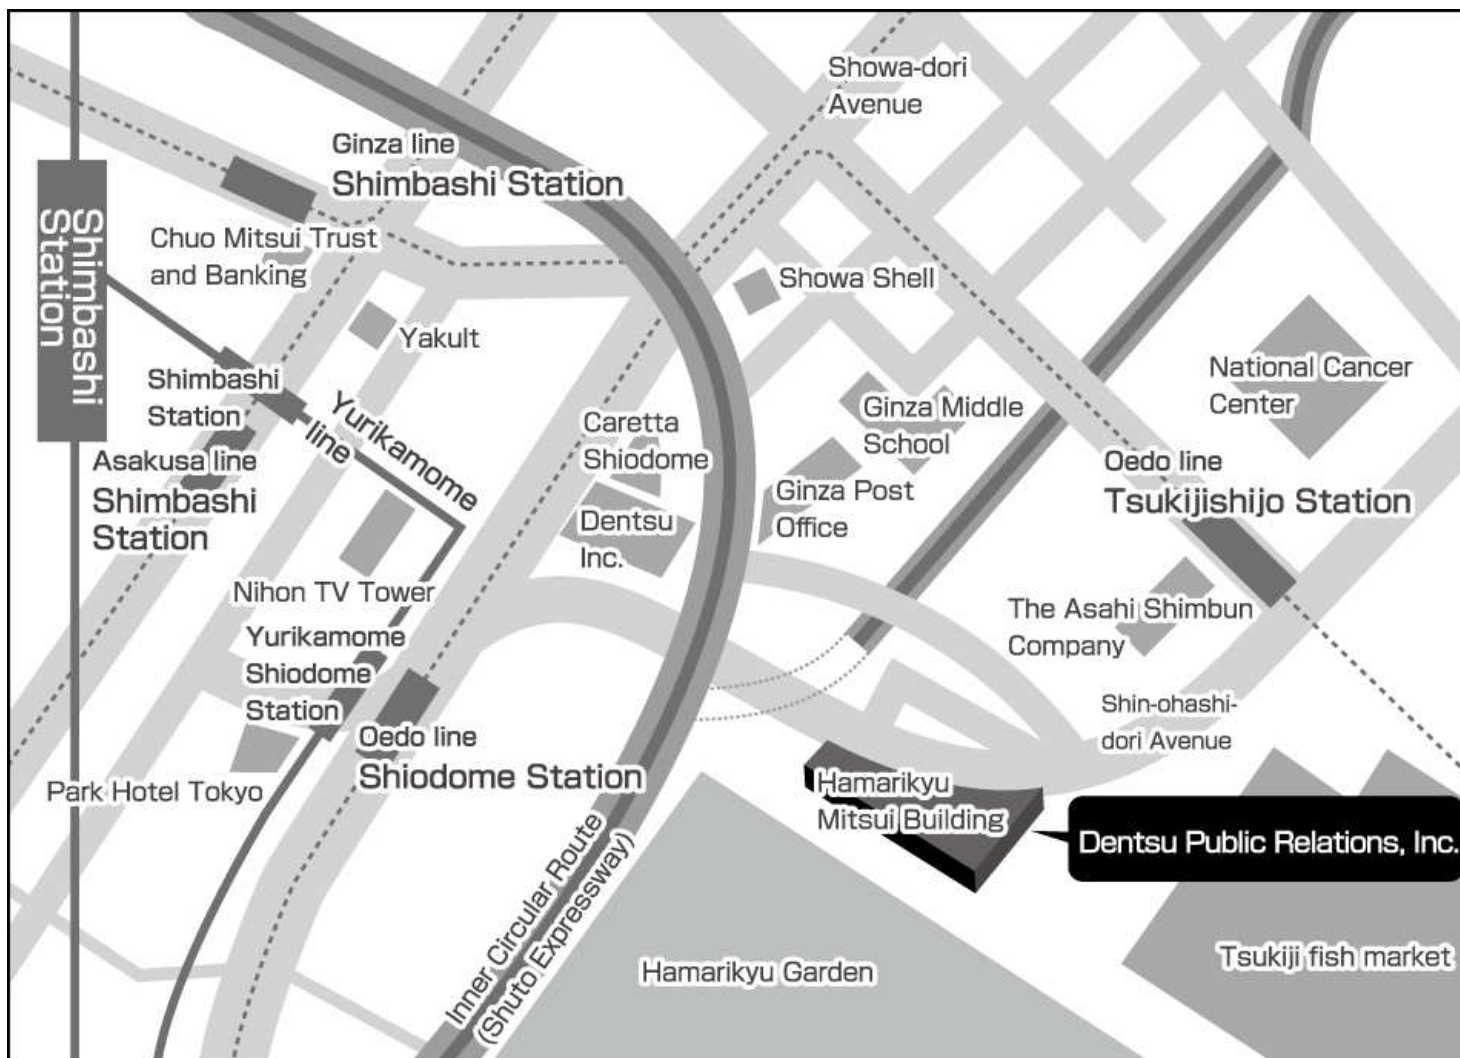 Showa-dori
Avenue
Ginza line
Shimbashi Station
Shimbashi
Station
Chuo Mitsui Trust
and Banking
Showa Shell
Yakult
National Cancer
Center
Shimbashi
Station
Yurikamome
line
Caretta
Shiodome
Ginza Middle
School
Asakusa line
Shimbashi
Station
Oedo line
Tsukijishijo Station
Ginza Post
Office
Dentsu
Inc.
Nihon TV Tower
The Asahi Shimbun
Company
Yurikamome
Shiodome
Station
Shin-ohashi-
dori Avenue
Oedo line
Shiodome Station
Park Hotel Tokyo
Hamarikyu
Mitsui Building
Dentsu Public Relations, Inc.
Inner Circular Route
(Shuto Expressway)
Hamarikyu Garden
Tsukiji fish market